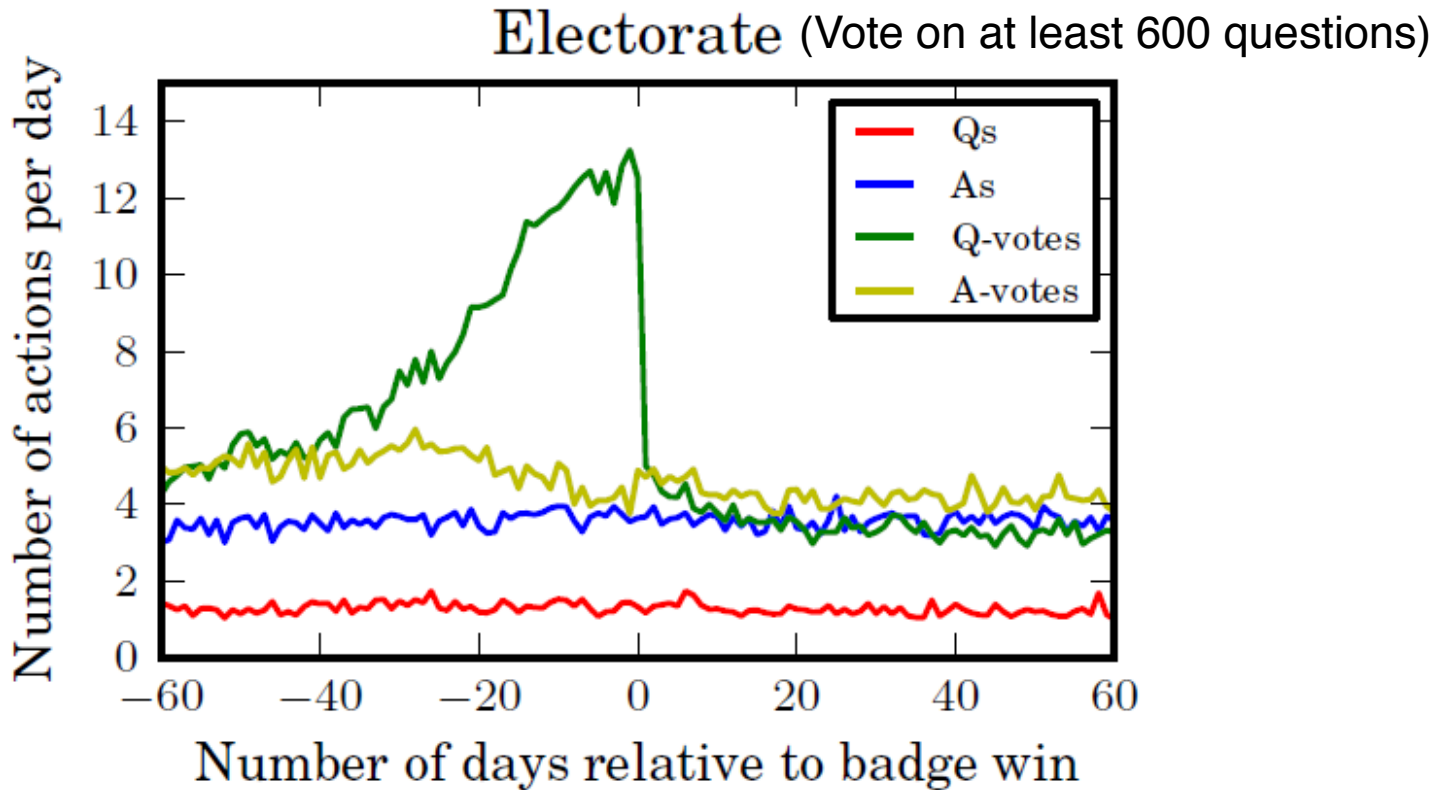 Electorate (Vote on at least 600 questions)
Number of actions per day
14
12
10
8
6
4
2
0
Qs
As
Q-votes
A-votes
−60 −40 −20 0 20 40 60
Number of days relative to badge win